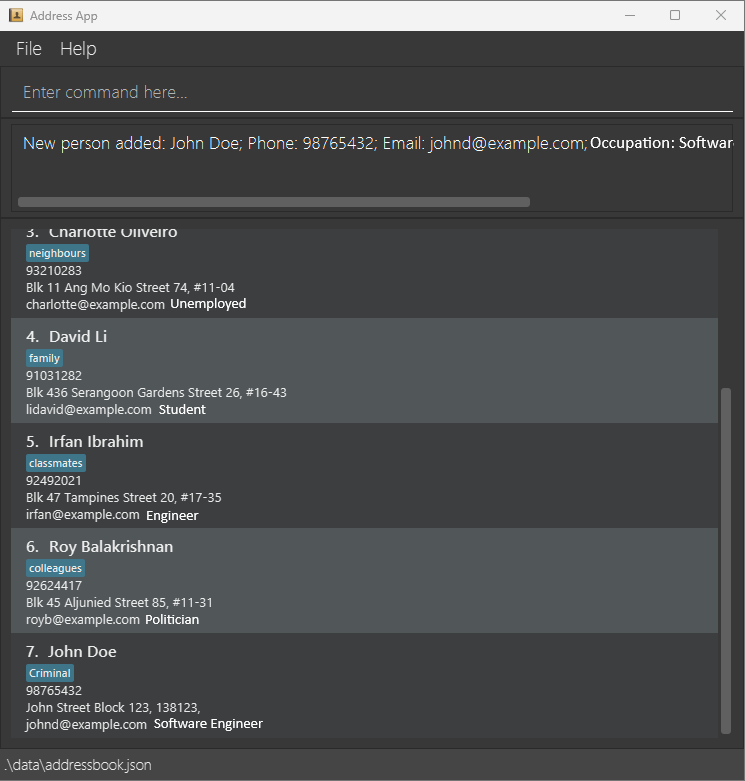 Address App
File Help
Enter command here...
New person added: John Doe; Phone: 98765432; Email: johnd@example.com; Occupation: Softwar
3. Charlotte Oliveiro
neighbours
93210283
Blk 11 Ang Mo Kio Street 74, #11-04
charlotte@example.com Unemployed
4. David Li
family
91031282
Blk 436 Serangoon Gardens Street 26, #16-43
lidavid@example.com Student
5. Irfan Ibrahim
classmates
92492021
Blk 47 Tampines Street 20, #17-35
irfan@example.com Engineer
6. Roy Balakrishnan
colleagues
92624417
Blk 45 Aljunied Street 85, #11-31
royb@example.com Politician
7. John Doe
Criminal
98765432
John Street Block 123, 138123,
johnd@example.com Software Engineer
.\data\addressbook.json